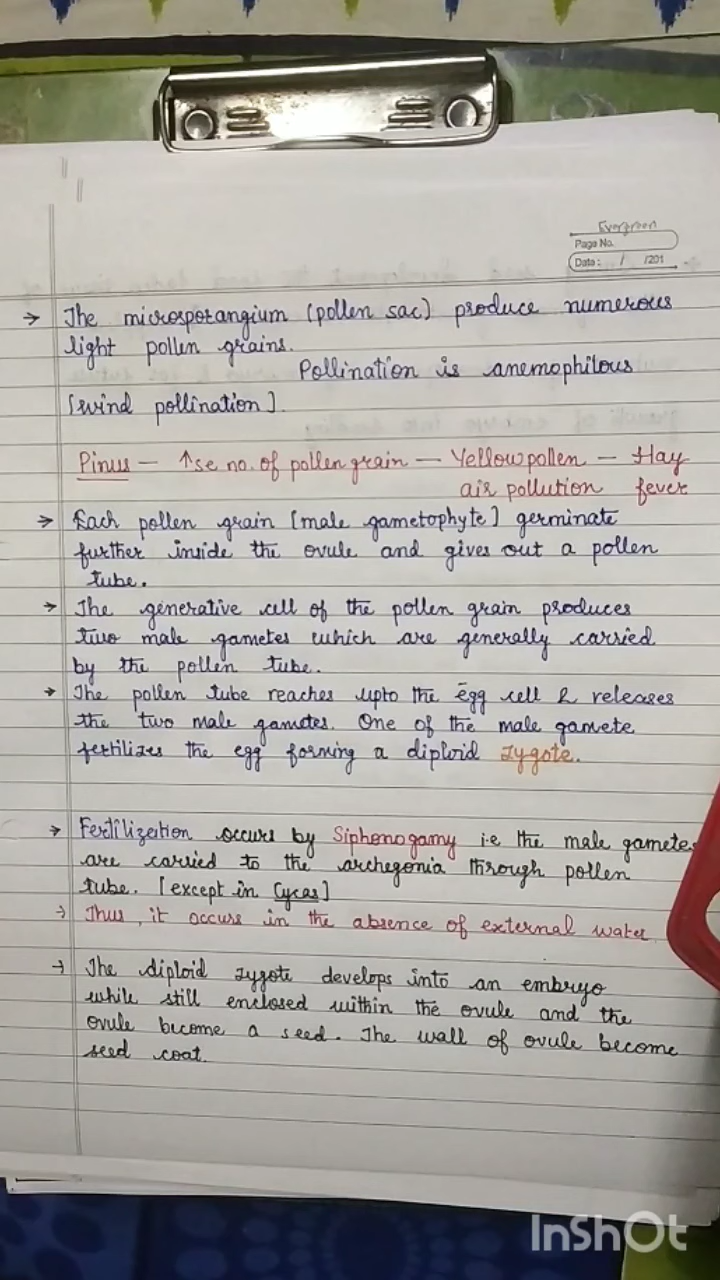 Evergreen
Page No.
Date: / /201
→ The microsporangium (pollen sac) produce numerous
light pollen grains.
Pollination is anemophilous
[wind pollination].
Pinus — ↑se no. of pollen grain — Yellow pollen — Hay
air pollution fever
→ Each pollen grain [male gametophyte] germinate
further inside the ovule and gives out a pollen
tube.
→ The generative cell of the pollen grain produces
two male gametes which are generally carried
by the pollen tube.
→ The pollen tube reaches upto the egg cell & releases
the two male gametes. One of the male gamete
fertilizes the egg forming a diploid zygote.
→ Fertilization occurs by Siphonogamy i.e the male gametes
are carried to the archegonia through pollen
tube. [except in Cycas]
→ Thus, it occurs in the absence of external water
→ The diploid zygote develops into an embryo
while still enclosed within the ovule and the
ovule become a seed. The wall of ovule become
seed coat.
InShOt